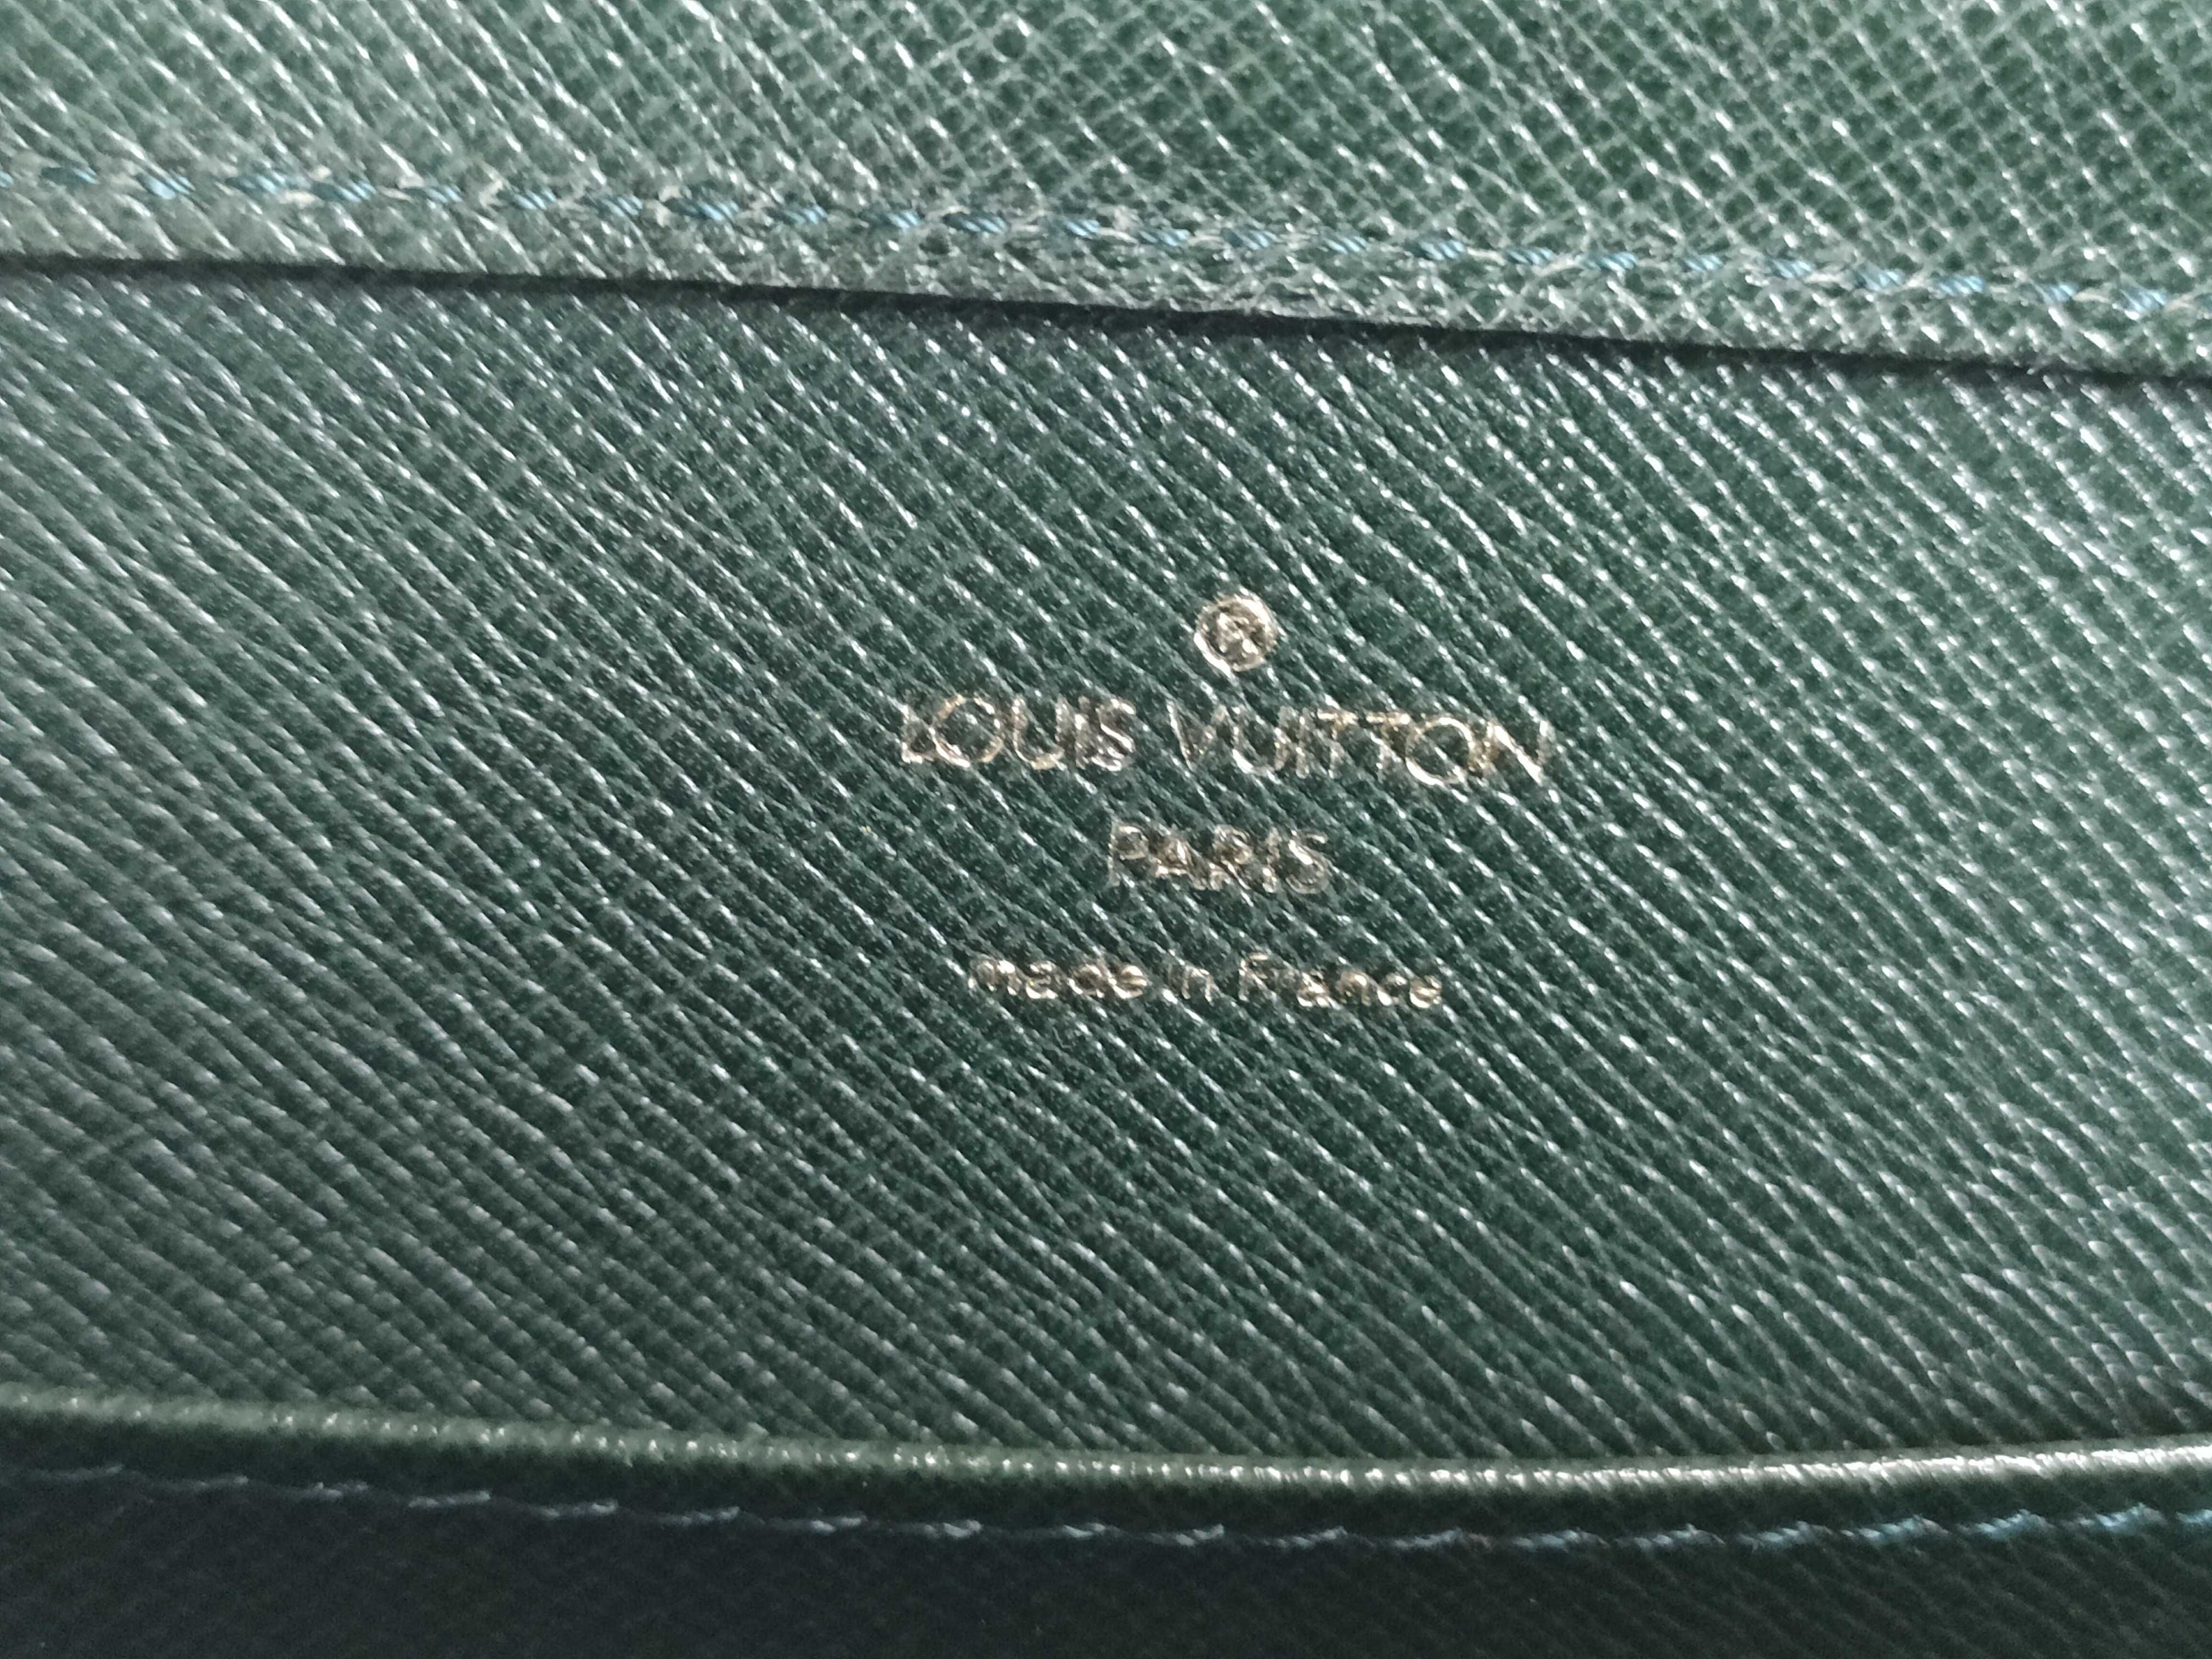 ®
LOUIS VUITTON
PARIS
made in France